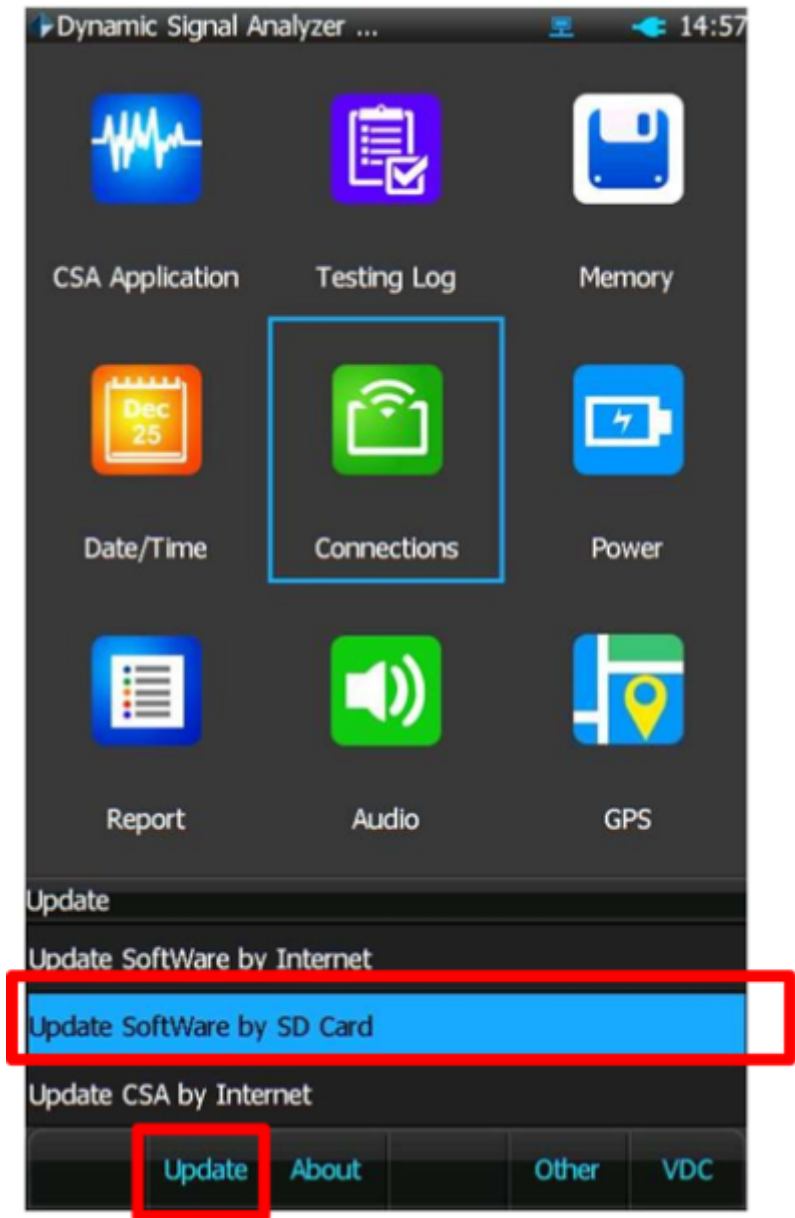 Dynamic Signal Analyzer ... 14:57
CSA Application Testing Log Memory
Dec
25
Date/Time Connections Power
Report Audio GPS
Update
Update SoftWare by Internet
Update SoftWare by SD Card
Update CSA by Internet
Update About Other VDC